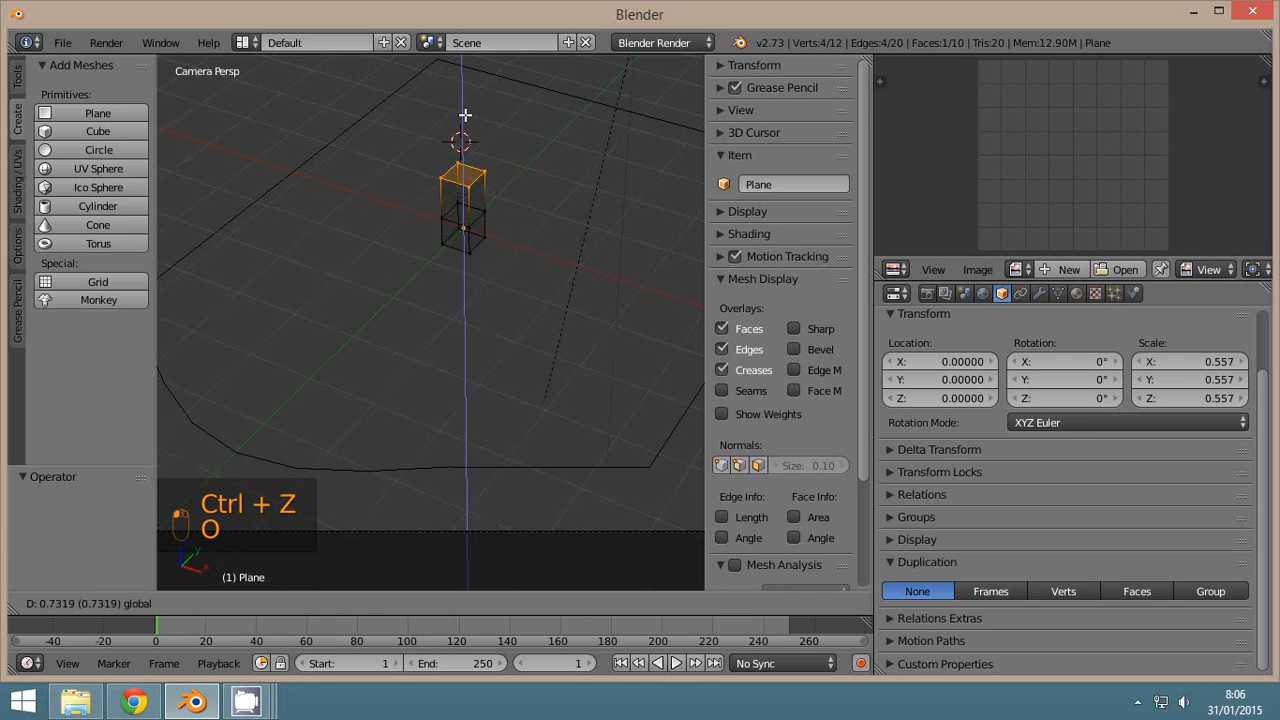 Blender
File Render Window Help Default Scene Blender Render v2.73 | Verts:4/12 | Edges:4/20 | Faces:1/10 | Tris:20 | Mem:12.90M | Plane
Tools
Create
Shading / UVs
Options
Grease Pencil
Add Meshes
Primitives:
Plane
Cube
Circle
UV Sphere
Ico Sphere
Cylinder
Cone
Torus
Special:
Grid
Monkey
Operator
Camera Persp
Ctrl + Z
O
z y x
(1) Plane
D: 0.7319 (0.7319) global
Transform
Grease Pencil
View
3D Cursor
Item
Plane
Display
Shading
Motion Tracking
Mesh Display
Overlays:
Faces Sharp
Edges Bevel
Creases Edge M
Seams Face M
Show Weights
Normals:
Size: 0.10
Edge Info: Face Info:
Length Area
Angle Angle
Mesh Analysis
View Image New Open View
Transform
Location: Rotation: Scale:
X: 0.00000 X: 0° X: 0.557
Y: 0.00000 Y: 0° Y: 0.557
Z: 0.00000 Z: 0° Z: 0.557
Rotation Mode: XYZ Euler
Delta Transform
Transform Locks
Relations
Groups
Display
Duplication
None Frames Verts Faces Group
Relations Extras
Motion Paths
Custom Properties
-40 -20 0 20 40 60 80 100 120 140 160 180 200 220 240 260
View Marker Frame Playback Start: 1 End: 250 1 No Sync
8:06
31/01/2015